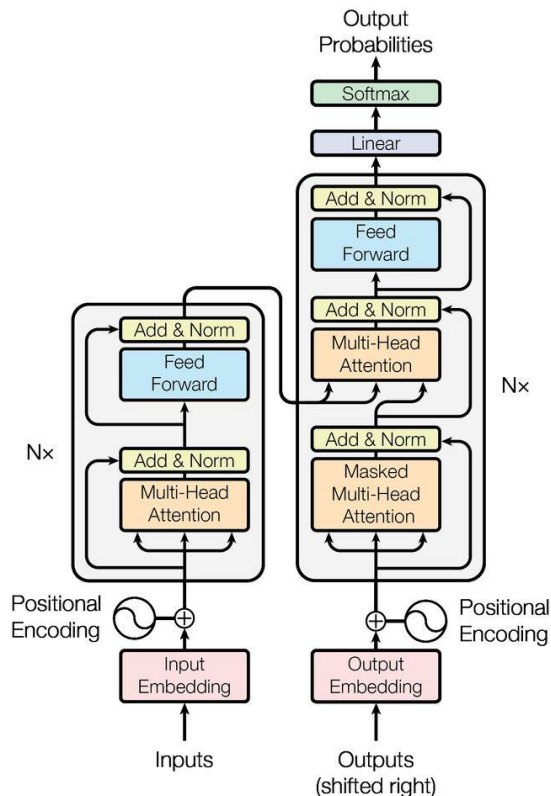 Output
Probabilities
Softmax
Linear
Add & Norm
Feed
Forward
Add & Norm
Multi-Head
Attention
Add & Norm
Masked
Multi-Head
Attention
N×
Add & Norm
Feed
Forward
Add & Norm
Multi-Head
Attention
N×
Positional
Encoding
Positional
Encoding
Input
Embedding
Output
Embedding
Inputs
Outputs
(shifted right)